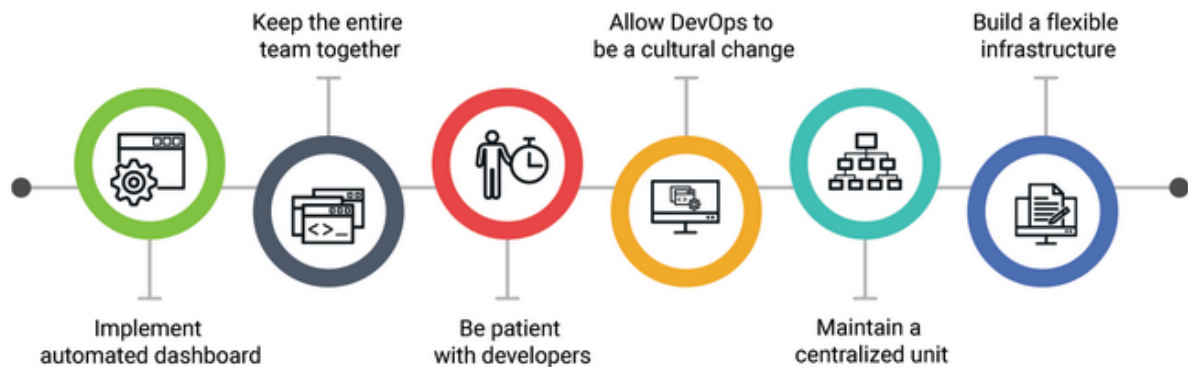 Keep the entire
team together
Allow DevOps to
be a cultural change
Build a flexible
infrastructure
<>_
Implement
automated dashboard
Be patient
with developers
Maintain a
centralized unit